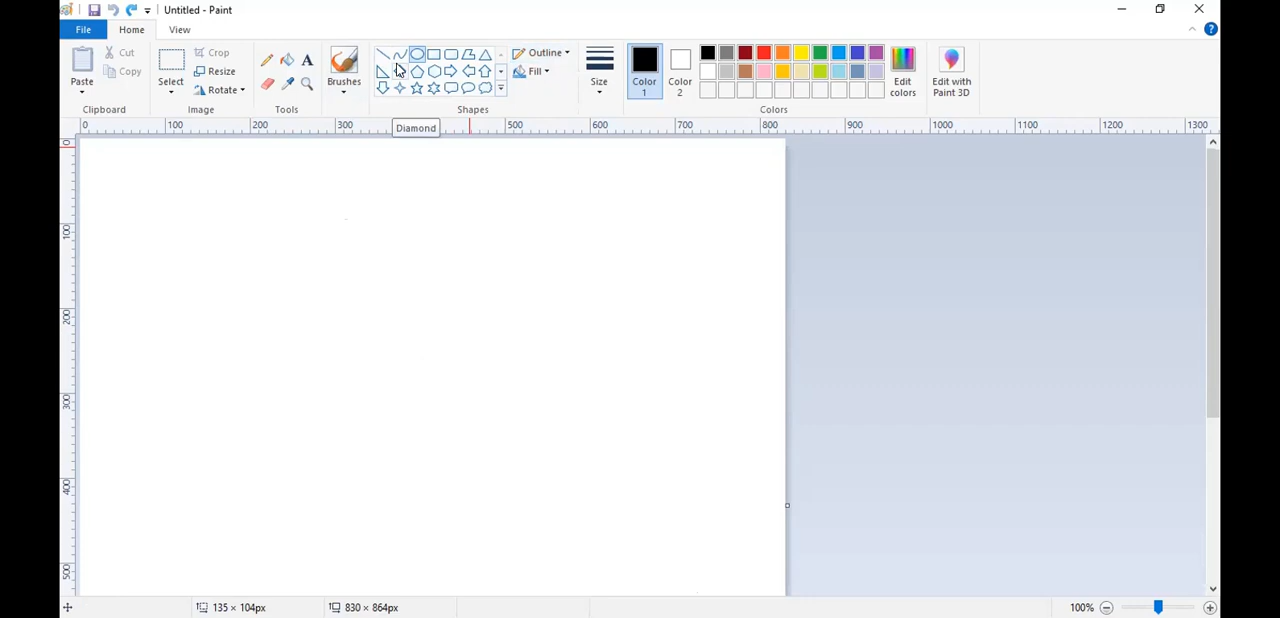 Untitled - Paint
File Home View
Paste
Cut
Copy
Clipboard
Select
Crop
Resize
Rotate
Image
A
Tools
Brushes
Shapes
Outline
Fill
Size
Color 1
Color 2
Edit colors
Colors
Edit with Paint 3D
Diamond
0 100 200 300 500 600 700 800 900 1000 1100 1200 1300
0
100
200
300
400
500
135 × 104px
830 × 864px
100%